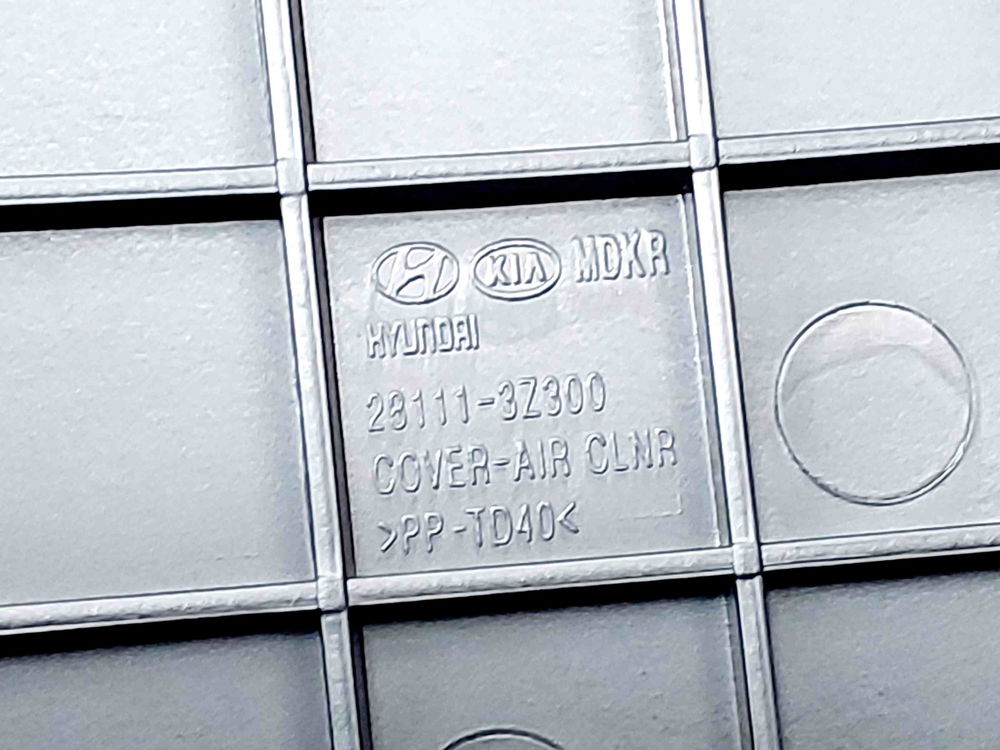 KIA MDKR
HYUNDAI
28111-3Z300
COVER-AIR CLNR
>PP-TD40<